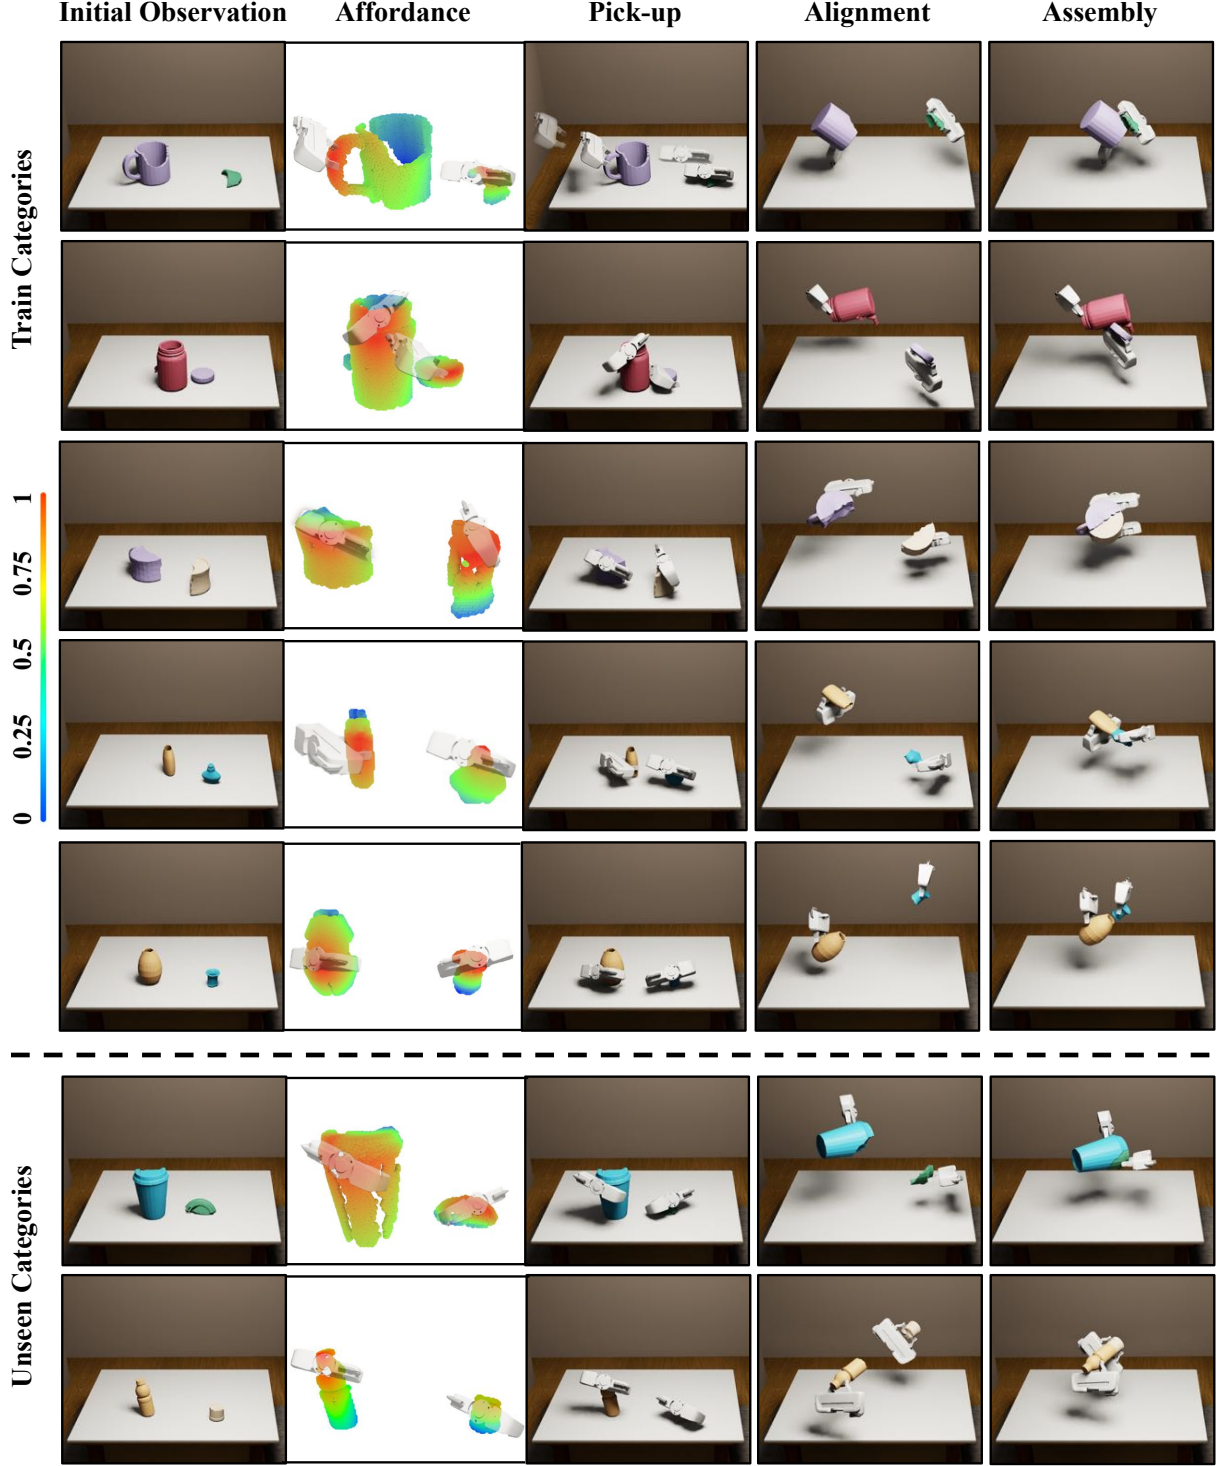 Initial Observation
Affordance
Pick-up
Alignment
Assembly
Train Categories
1
0.75
0.5
0.25
0
Unseen Categories